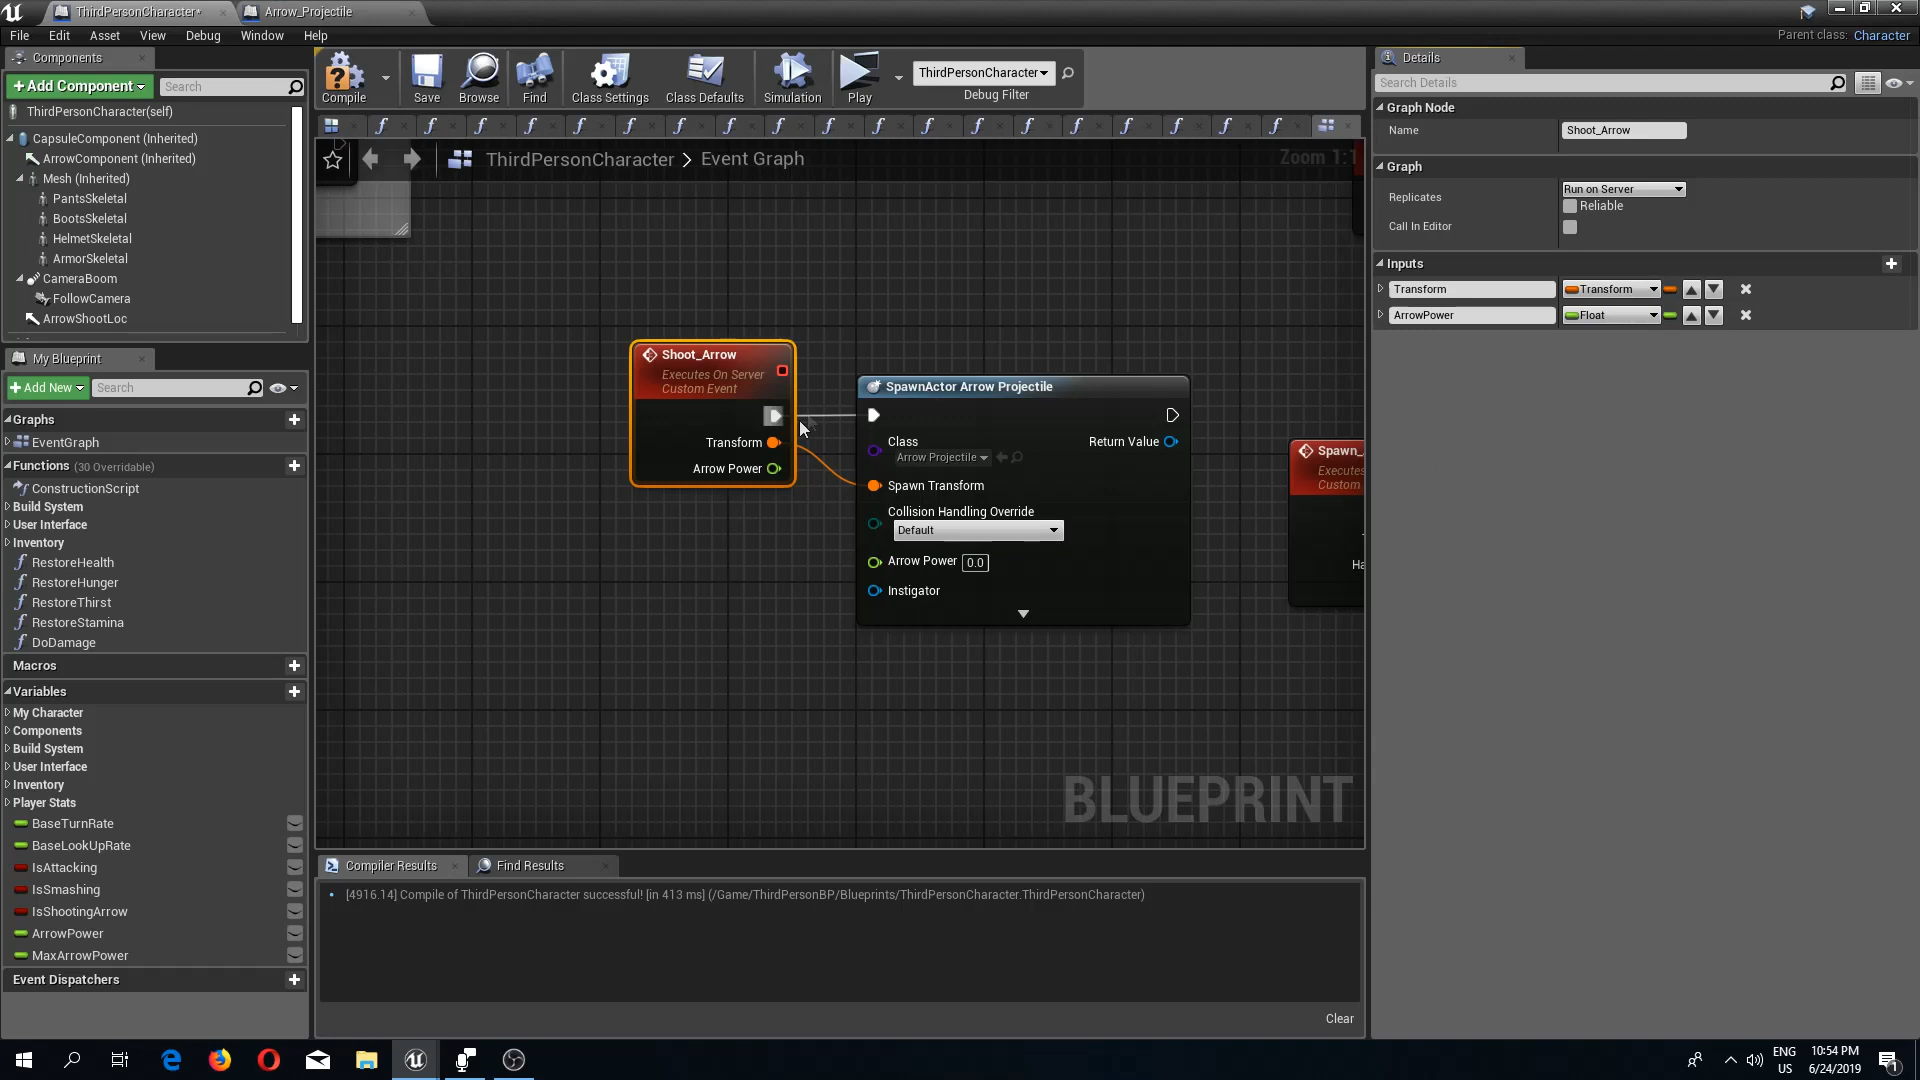 ThirdPersonCharacter*
Arrow_Projectile
File Edit Asset View Debug Window Help
Parent class: Character
Components
+Add Component
Search
ThirdPersonCharacter(self)
CapsuleComponent (Inherited)
ArrowComponent (Inherited)
Mesh (Inherited)
PantsSkeletal
BootsSkeletal
HelmetSkeletal
ArmorSkeletal
CameraBoom
FollowCamera
ArrowShootLoc
My Blueprint
+Add New
Search
Graphs
EventGraph
Functions (30 Overridable)
ConstructionScript
Build System
User Interface
Inventory
RestoreHealth
RestoreHunger
RestoreThirst
RestoreStamina
DoDamage
Macros
Variables
My Character
Components
Build System
User Interface
Inventory
Player Stats
BaseTurnRate
BaseLookUpRate
IsAttacking
IsSmashing
IsShootingArrow
ArrowPower
MaxArrowPower
Event Dispatchers
Compile
Save
Browse
Find
Class Settings
Class Defaults
Simulation
Play
ThirdPersonCharacter
Debug Filter
ThirdPersonCharacter > Event Graph
Zoom 1:1
Shoot_Arrow
Executes On Server
Custom Event
Transform
Arrow Power
SpawnActor Arrow Projectile
Class
Arrow Projectile
Return Value
Spawn Transform
Collision Handling Override
Default
Arrow Power 0.0
Instigator
Spawn_
Executes
Custom
Ha
BLUEPRINT
Compiler Results
Find Results
[4916.14] Compile of ThirdPersonCharacter successful! [in 413 ms] (/Game/ThirdPersonBP/Blueprints/ThirdPersonCharacter.ThirdPersonCharacter)
Clear
Details
Search Details
Graph Node
Name Shoot_Arrow
Graph
Replicates Run on Server
Reliable
Call In Editor
Inputs
Transform Transform
ArrowPower Float
ENG
US
10:54 PM
6/24/2019
1